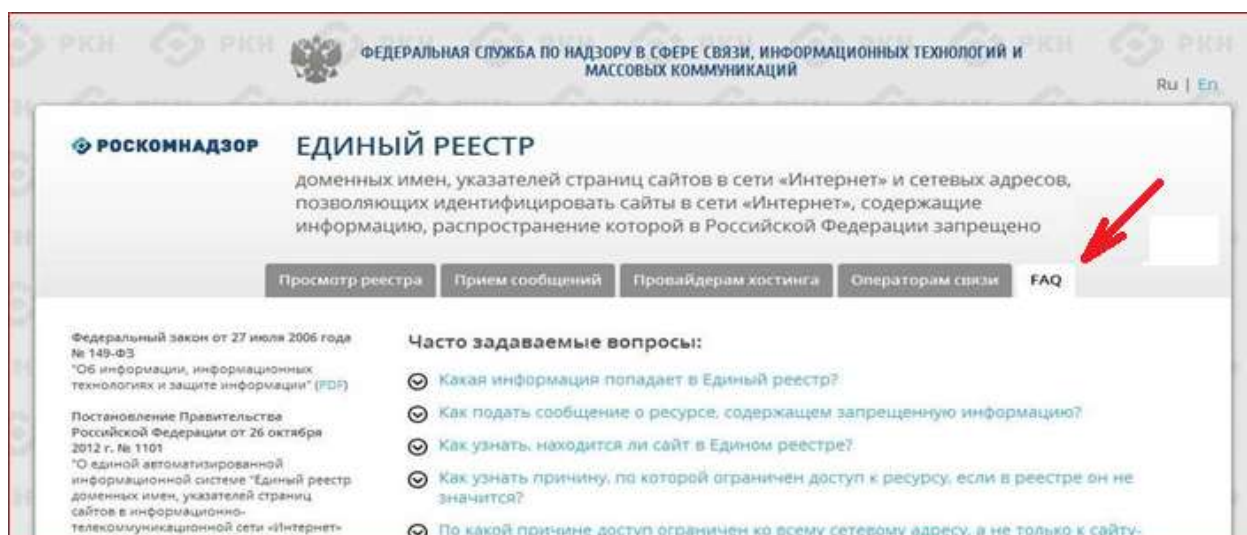 ФЕДЕРАЛЬНАЯ СЛУЖБА ПО НАДЗОРУ В СФЕРЕ СВЯЗИ, ИНФОРМАЦИОННЫХ ТЕХНОЛОГИЙ И
МАССОВЫХ КОММУНИКАЦИЙ
Ru | En
РОСКОМНАДЗОР
ЕДИНЫЙ РЕЕСТР
доменных имен, указателей страниц сайтов в сети «Интернет» и сетевых адресов,
позволяющих идентифицировать сайты в сети «Интернет», содержащие
информацию, распространение которой в Российской Федерации запрещено
Просмотр реестра
Прием сообщений
Провайдерам хостинга
Операторам связи
FAQ
Федеральный закон от 27 июля 2006 года
№ 149-ФЗ
"Об информации, информационных
технологиях и защите информации" (PDF)
Постановление Правительства
Российской Федерации от 26 октября
2012 г. № 1101
"О единой автоматизированной
информационной системе "Единый реестр
доменных имен, указателей страниц
сайтов в информационно-
телекоммуникационной сети «Интернет»
Часто задаваемые вопросы:
Какая информация попадает в Единый реестр?
Как подать сообщение о ресурсе, содержащем запрещенную информацию?
Как узнать, находится ли сайт в Едином реестре?
Как узнать причину, по которой ограничен доступ к ресурсу, если в реестре он не
значится?
По какой причине доступ ограничен ко всему сетевому адресу, а не только к сайту-
РКН
РКН
РКН
РКН